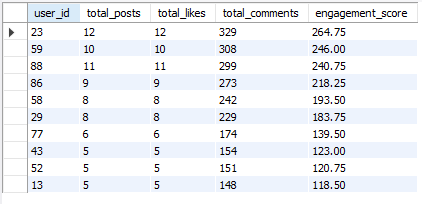 user_id total_posts total_likes total_comments engagement_score
23 12 12 329 264.75
59 10 10 308 246.00
88 11 11 299 240.75
86 9 9 273 218.25
58 8 8 242 193.50
29 8 8 229 183.75
77 6 6 174 139.50
43 5 5 154 123.00
52 5 5 151 120.75
13 5 5 148 118.50